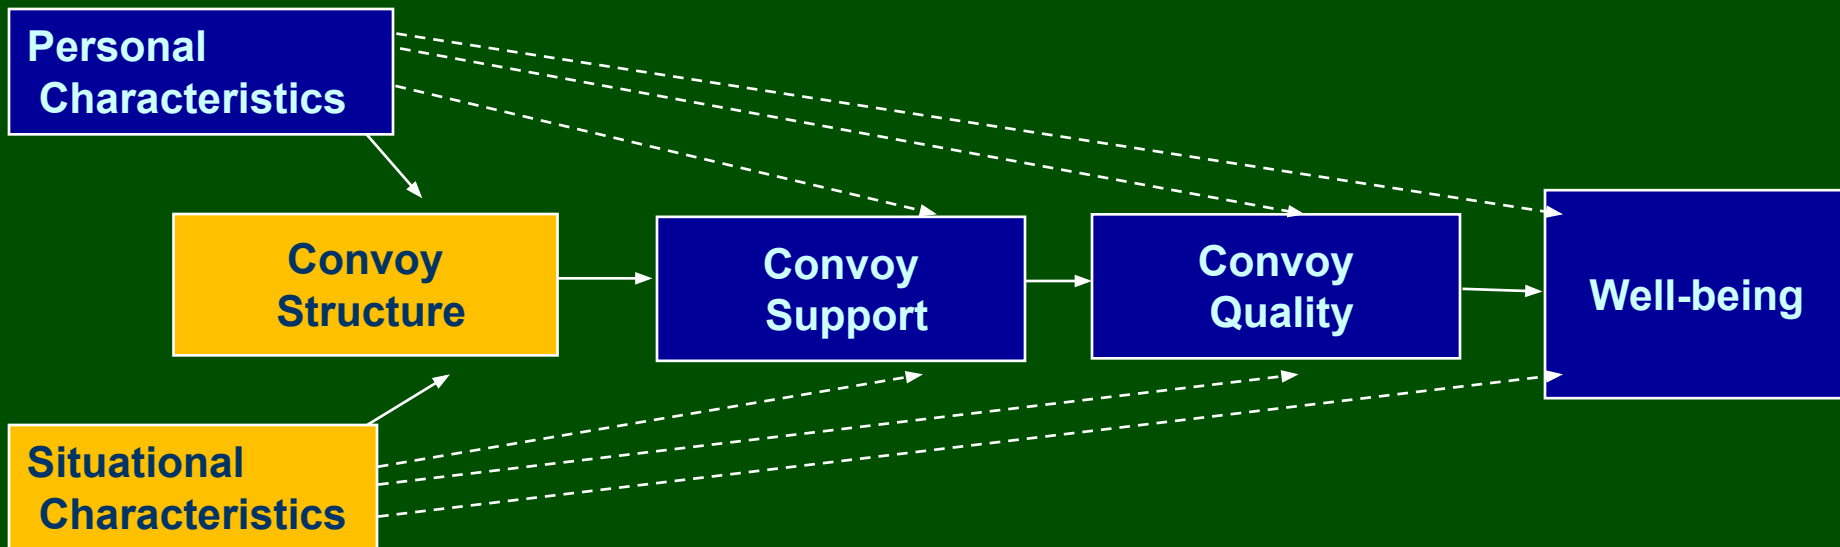 Personal
Characteristics
Convoy
Structure
Convoy
Support
Convoy
Quality
Well-being
Situational
Characteristics